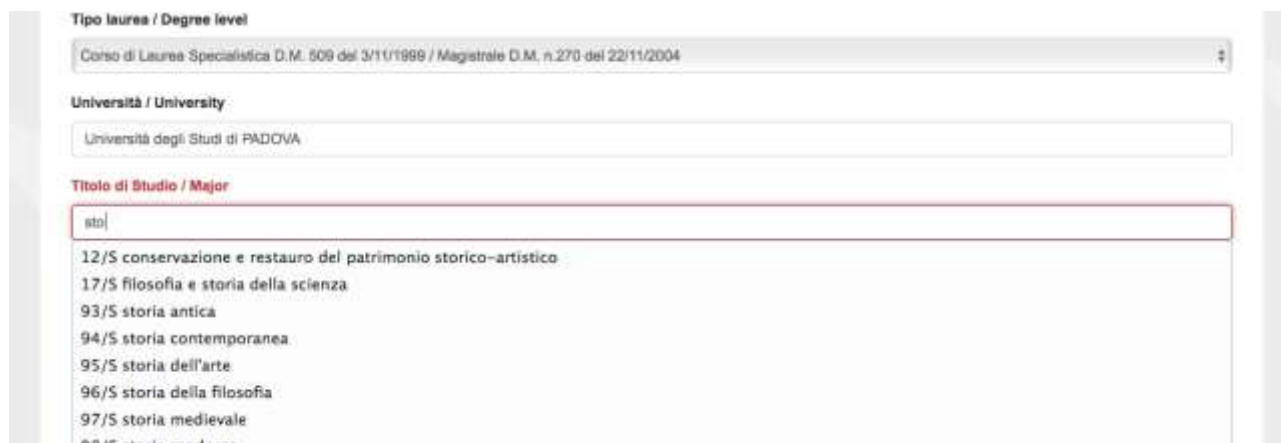 Tipo laurea / Degree level
Corso di Laurea Specialistica D.M. 509 del 3/11/1999 / Magistrale D.M. n.270 del 22/11/2004
Università / University
Università degli Studi di PADOVA
Titolo di Studio / Major
sto
12/S conservazione e restauro del patrimonio storico-artistico
17/S filosofia e storia della scienza
93/S storia antica
94/S storia contemporanea
95/S storia dell'arte
96/S storia della filosofia
97/S storia medievale